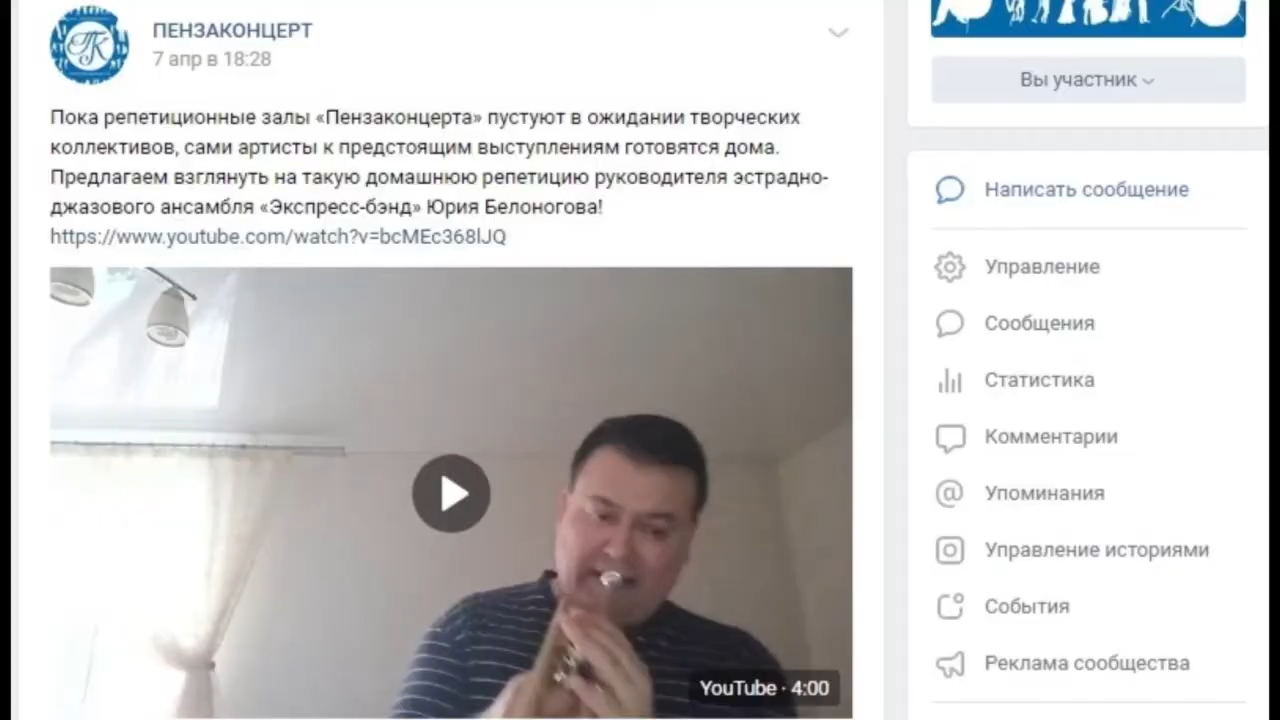 ПК
ПЕНЗАКОНЦЕРТ
7 апр в 18:28
Пока репетиционные залы «Пензаконцерта» пустуют в ожидании творческих
коллективов, сами артисты к предстоящим выступлениям готовятся дома.
Предлагаем взглянуть на такую домашнюю репетицию руководителя эстрадно-
джазового ансамбля «Экспресс-бэнд» Юрия Белоногова!
https://www.youtube.com/watch?v=bcMEc368lJQ
YouTube · 4:00
Вы участник
Написать сообщение
Управление
Сообщения
Статистика
Комментарии
Упоминания
Управление историями
События
Реклама сообщества